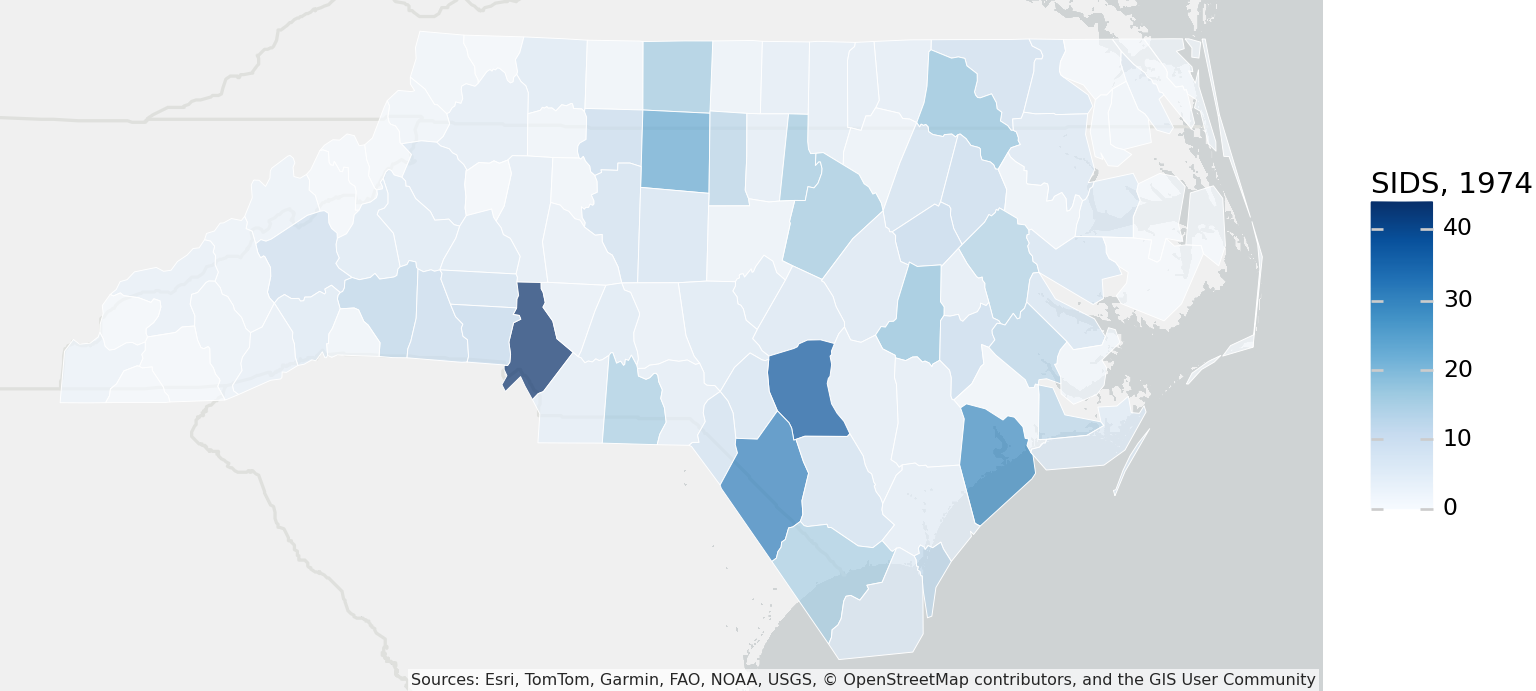 SIDS, 1974
40
30
20
10
0
Sources: Esri, TomTom, Garmin, FAO, NOAA, USGS, © OpenStreetMap contributors, and the GIS User Community